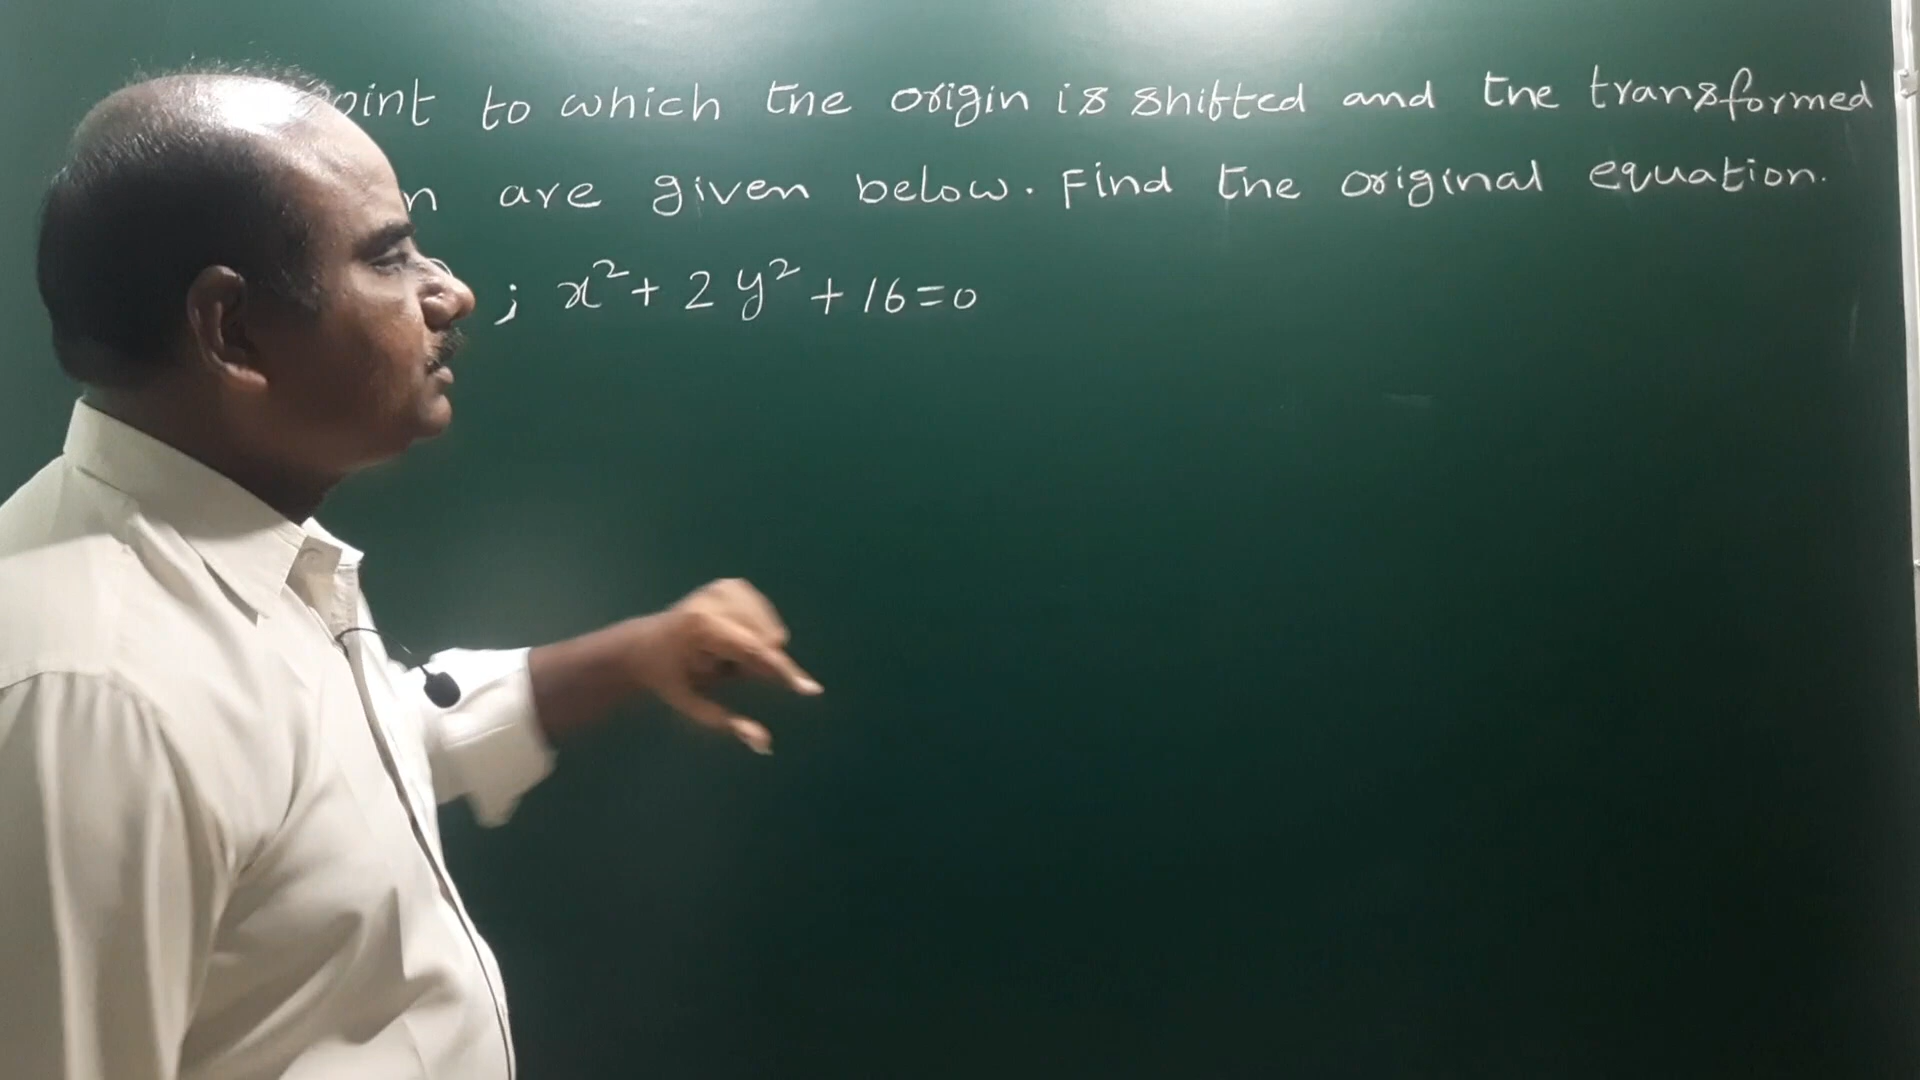 point to which the origin is shifted and the transformed
n are given below. Find the original equation.
; x² + 2y² + 16 = 0